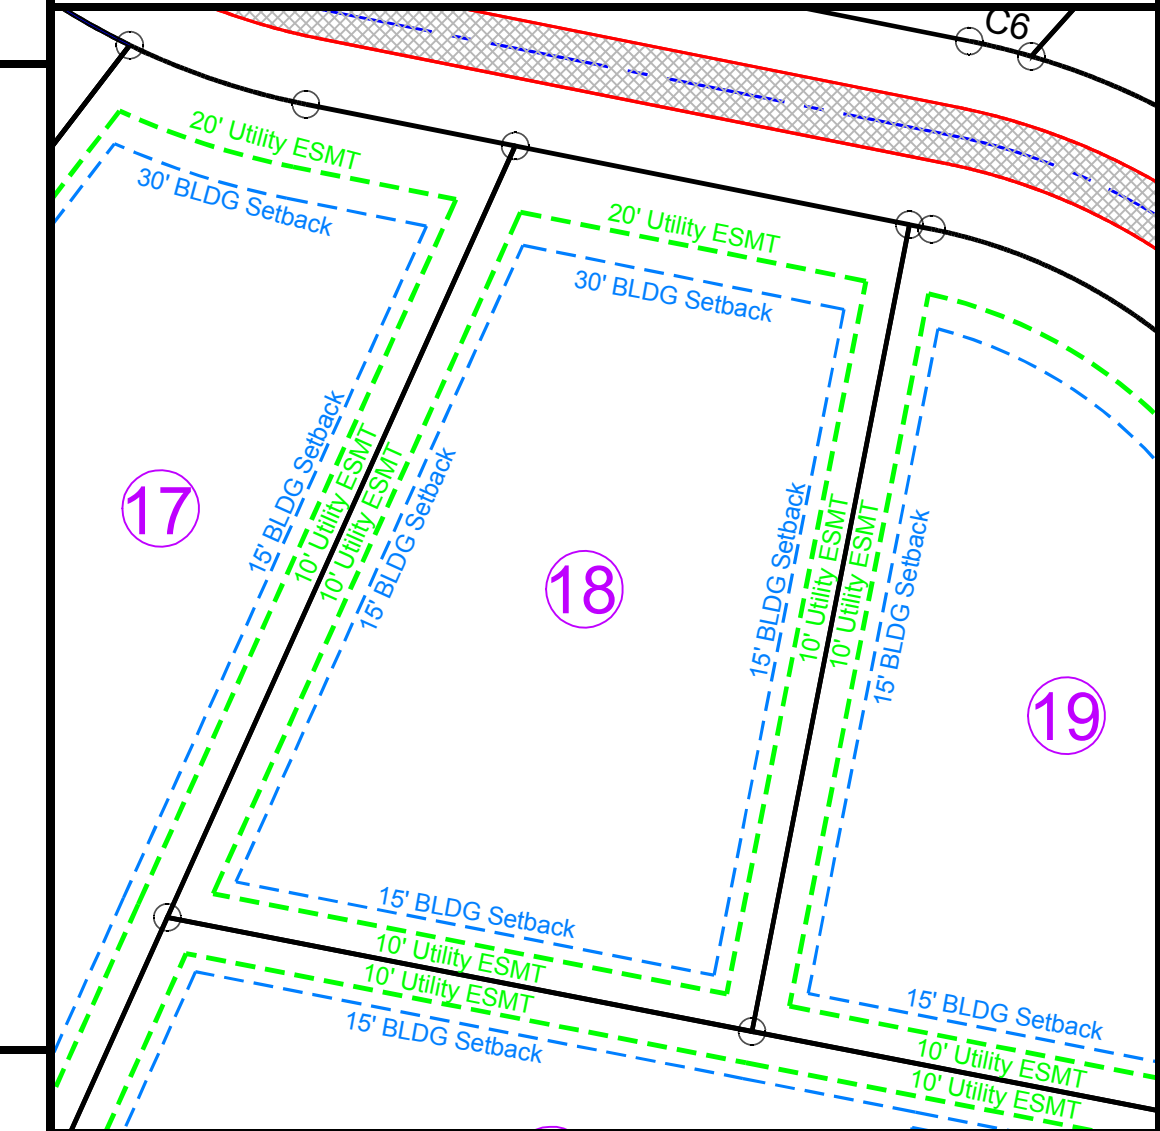 C6
20' Utility ESMT
30' BLDG Setback
20' Utility ESMT
30' BLDG Setback
15' BLDG Setback
10' Utility ESMT
10' Utility ESMT
15' BLDG Setback
15' BLDG Setback
10' Utility ESMT
10' Utility ESMT
15' BLDG Setback
17
18
19
15' BLDG Setback
10' Utility ESMT
10' Utility ESMT
15' BLDG Setback
15' BLDG Setback
10' Utility ESMT
10' Utility ESMT